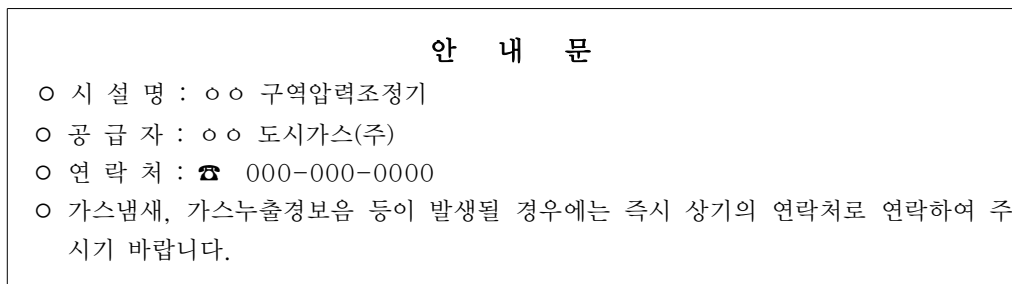 안 내 문
○ 시 설 명 : ㅇㅇ 구역압력조정기
○ 공 급 자 : ㅇㅇ 도시가스(주)
○ 연 락 처 : ☎ 000-000-0000
○ 가스냄새, 가스누출경보음 등이 발생될 경우에는 즉시 상기의 연락처로 연락하여 주
시기 바랍니다.